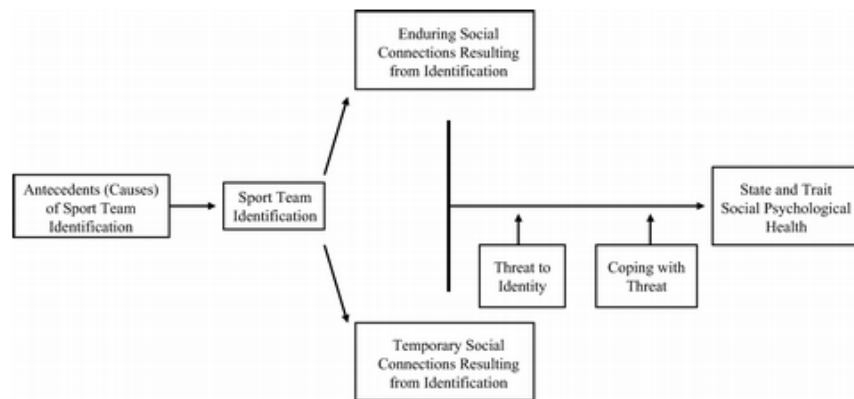 Enduring Social
Connections Resulting
from Identification
Antecedents (Causes)
of Sport Team
Identification
Sport Team
Identification
State and Trait
Social Psychological
Health
Threat to
Identity
Coping with
Threat
Temporary Social
Connections Resulting
from Identification